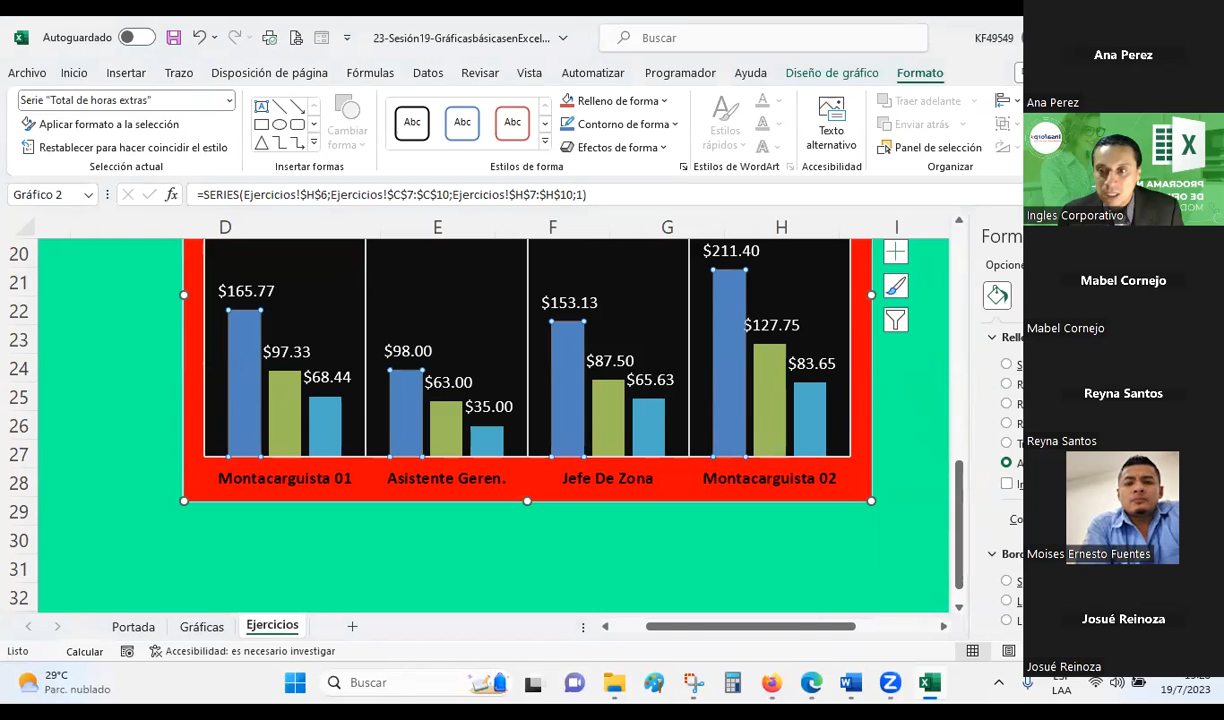 Autoguardado
23-Sesión19-GráficasbásicasenExcel...
Buscar
KF49549
Archivo Inicio Insertar Trazo Disposición de página Fórmulas Datos Revisar Vista Automatizar Programador Ayuda Diseño de gráfico Formato
Serie "Total de horas extras"
Aplicar formato a la selección
Restablecer para hacer coincidir el estilo
Selección actual
Cambiar forma
Insertar formas
Abc Abc Abc
Relleno de forma
Contorno de forma
Efectos de forma
Estilos de forma
Estilos rápidos
Estilos de WordArt
Texto alternativo
Accesibilidad
Traer adelante
Enviar atrás
Panel de selección
Organizar
Gráfico 2
fx
=SERIES(Ejercicios!$H$6;Ejercicios!$C$7:$C$10;Ejercicios!$H$7:$H$10;1)
D E F G H I
20
21
22
23
24
25
26
27
28
29
30
31
32
$165.77
$97.33
$68.44
$98.00
$63.00
$35.00
$153.13
$87.50
$65.63
$211.40
$127.75
$83.65
Montacarguista 01 Asistente Geren. Jefe De Zona Montacarguista 02
Form
Opcione
Rell
Bor
Portada Gráficas Ejercicios
Listo Calcular Accesibilidad: es necesario investigar
29°C
Parc. nublado
Buscar
LAA
19/7/2023
Ana Perez
Ana Perez
Ingles Corporativo
Mabel Cornejo
Mabel Cornejo
Reyna Santos
Reyna Santos
Moises Ernesto Fuentes
Josué Reinoza
Josué Reinoza